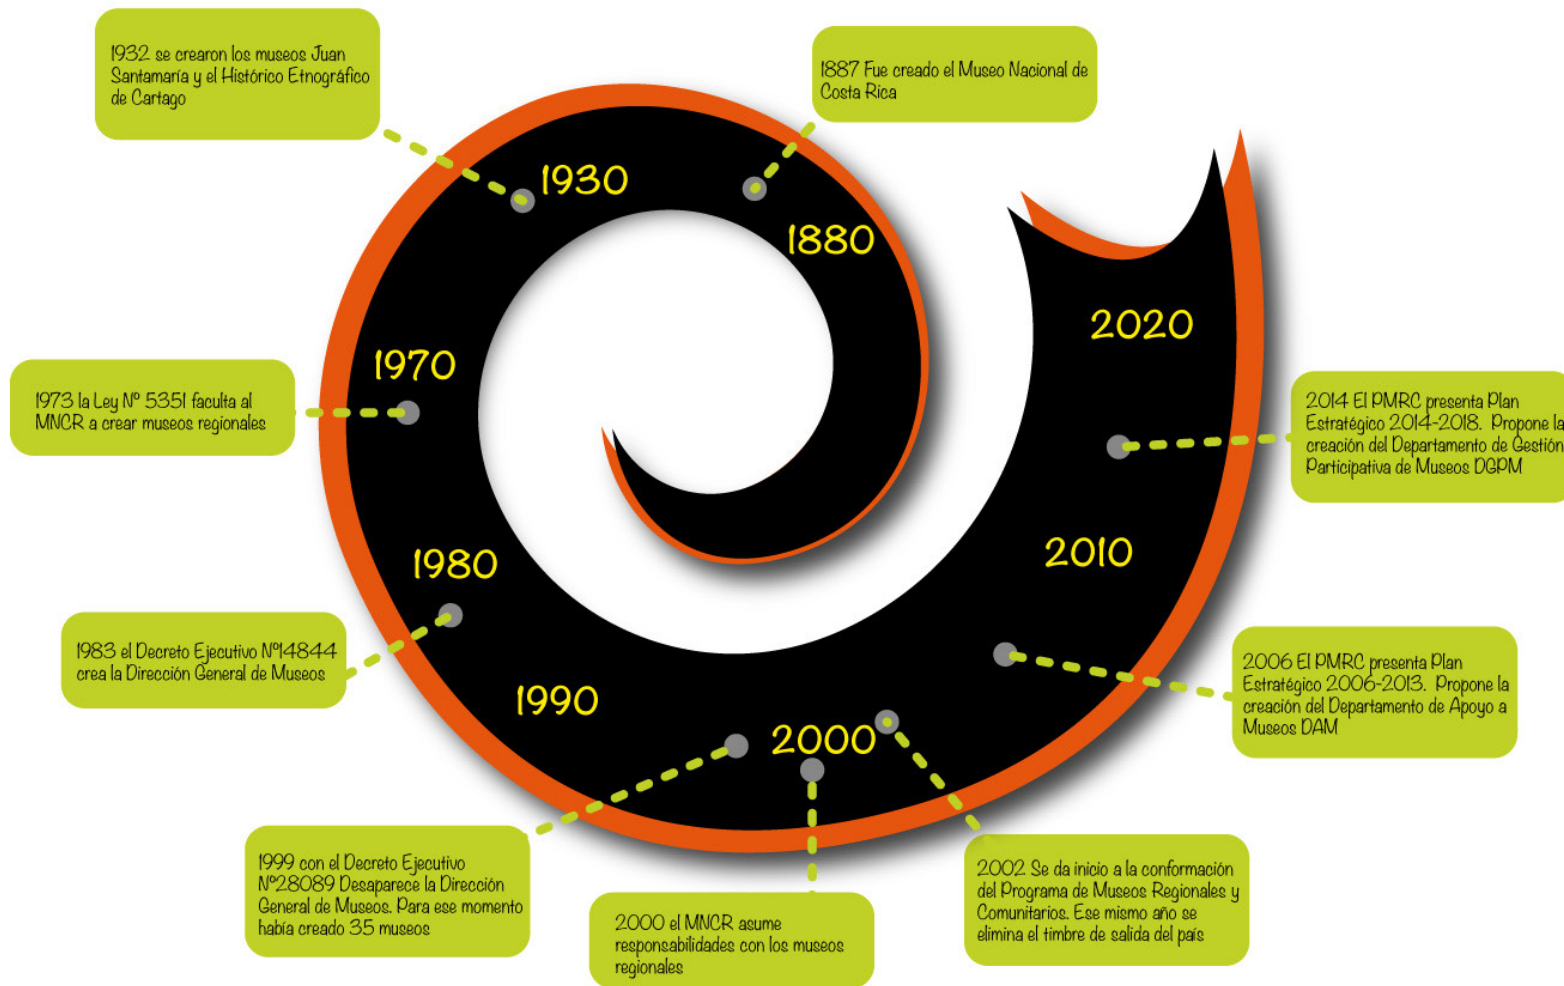 1932 se crearon los museos Juan
Santamaría y el Histórico Etnográfico
de Cartago
1887 Fue creado el Museo Nacional de
Costa Rica
1930
1880
2020
1970
1973 la Ley Nº 5351 faculta al
MNCR a crear museos regionales
2014 El PMRC presenta Plan
Estratégico 2014-2018. Propone la
creación del Departamento de Gestión
Participativa de Museos DGPM
2010
1980
1983 el Decreto Ejecutivo Nº14844
crea la Dirección General de Museos
2006 El PMRC presenta Plan
Estratégico 2006-2013. Propone la
creación del Departamento de Apoyo a
Museos DAM
1990
2000
1999 con el Decreto Ejecutivo
Nº28089 Desaparece la Dirección
General de Museos. Para ese momento
había creado 35 museos
2000 el MNCR asume
responsabilidades con los museos
regionales
2002 Se da inicio a la conformación
del Programa de Museos Regionales y
Comunitarios. Ese mismo año se
elimina el timbre de salida del país